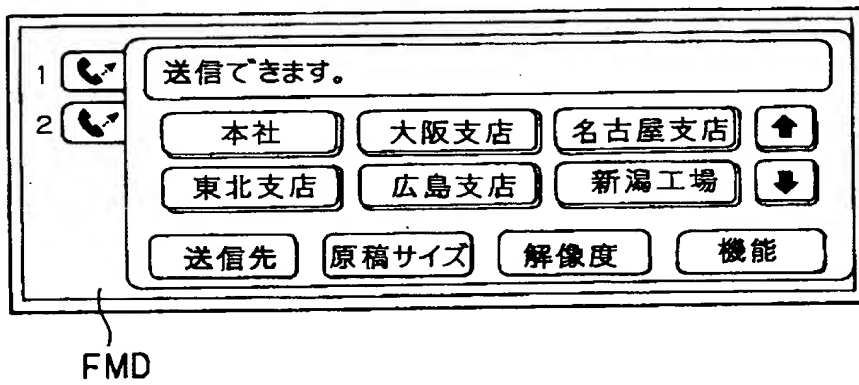 1 送信できます。
2 本社 大阪支店 名古屋支店
東北支店 広島支店 新潟工場
送信先 原稿サイズ 解像度 機能
FMD